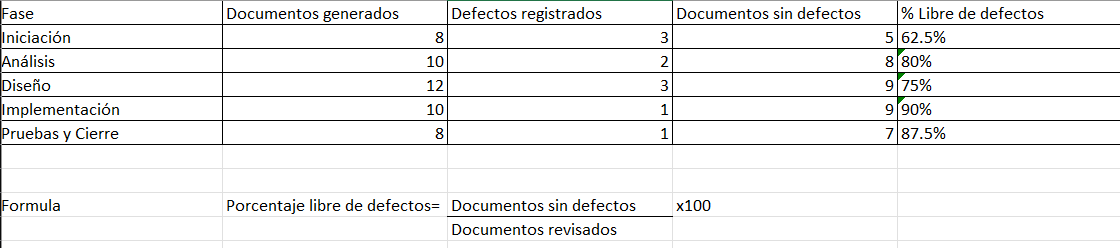 Fase Documentos generados Defectos registrados Documentos sin defectos % Libre de defectos
Iniciación 8 3 5 62.5%
Análisis 10 2 8 80%
Diseño 12 3 9 75%
Implementación 10 1 9 90%
Pruebas y Cierre 8 1 7 87.5%
Formula Porcentaje libre de defectos= Documentos sin defectos x100
Documentos revisados